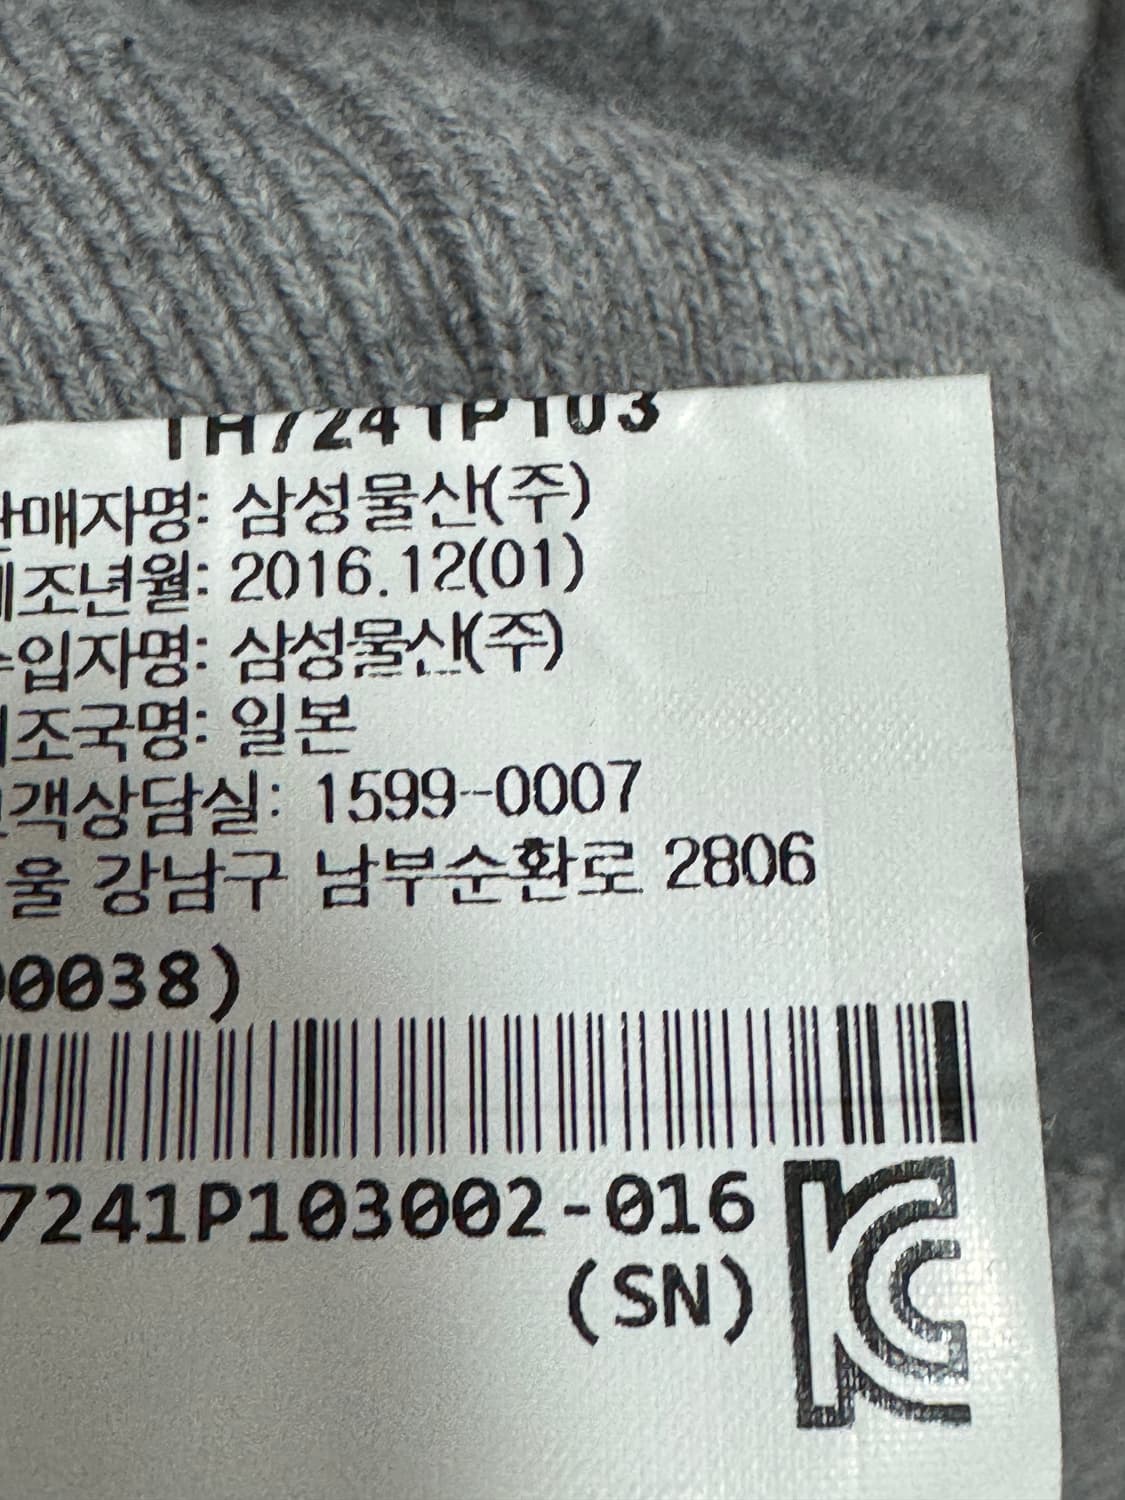 TH7241P103
판매자명: 삼성물산(주)
제조년월: 2016.12(01)
수입자명: 삼성물산(주)
제조국명: 일본
고객상담실: 1599-0007
울 강남구 남부순환로 2806
00038)
7241P103002-016
(SN)